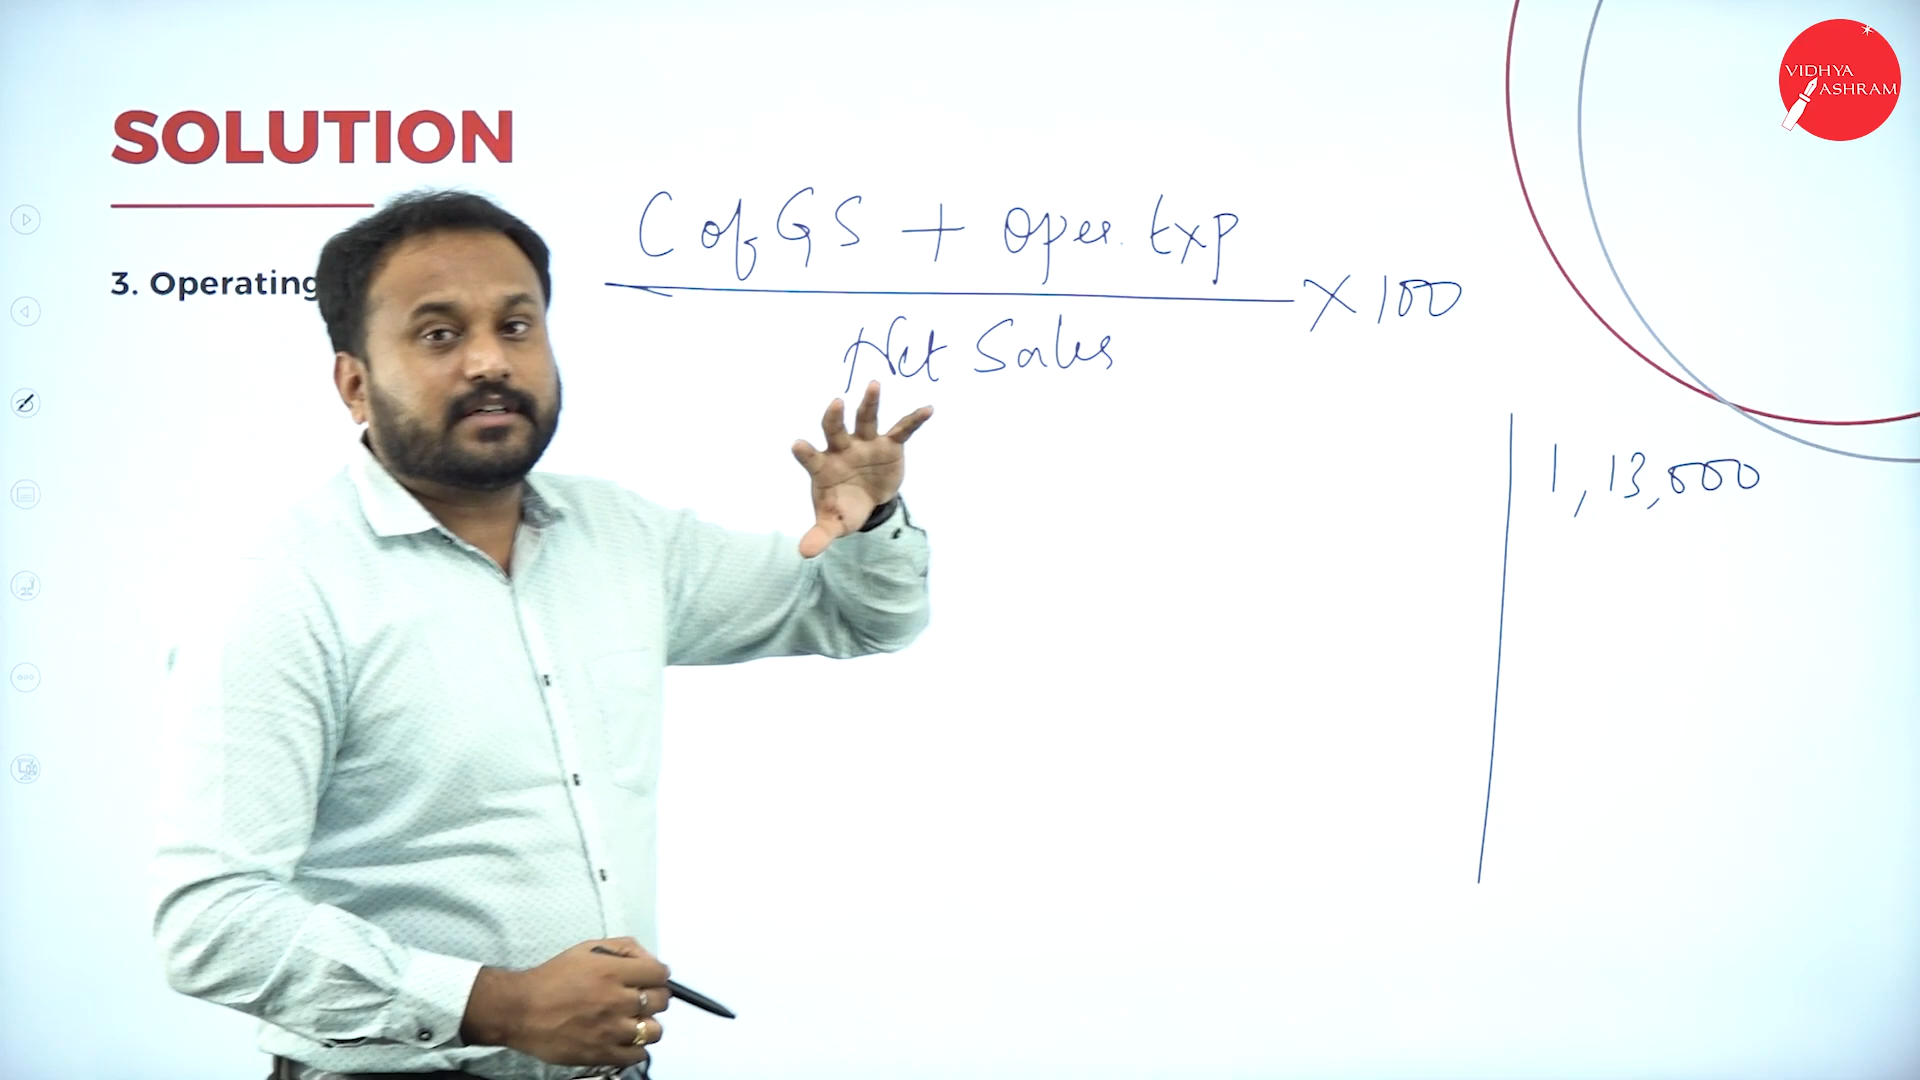 VIDHYA
ASHRAM
SOLUTION
3. Operating
C of GS + Oper. Exp
× 100
Net Sales
1,13,000